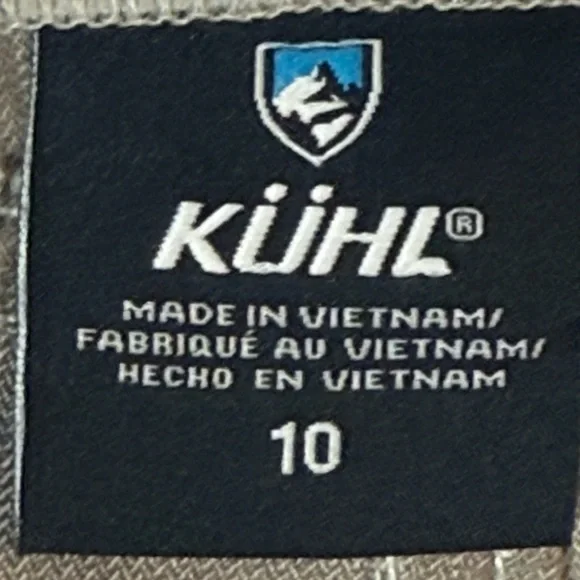 KÜHL®
MADE IN VIETNAM/
FABRIQUÉ AU VIETNAM/
HECHO EN VIETNAM
10